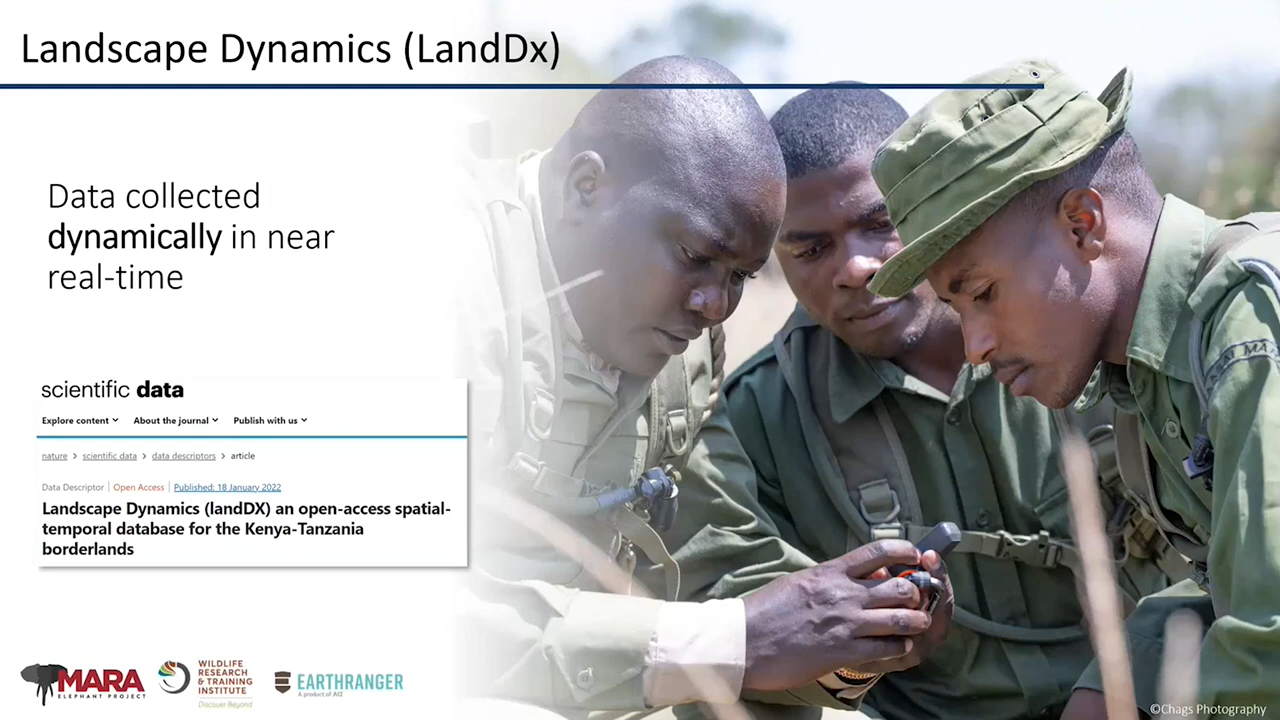 Landscape Dynamics (LandDx)
Data collected
dynamically in near
real-time
scientific data
Explore content
About the journal
Publish with us
nature > scientific data > data descriptors > article
Data Descriptor | Open Access | Published: 18 January 2022
Landscape Dynamics (landDX) an open-access spatial-
temporal database for the Kenya-Tanzania
borderlands
MARA
ELEPHANT PROJECT
WILDLIFE
RESEARCH
& TRAINING
INSTITUTE
Discover Beyond
EARTHRANGER
A product of AI2
©Chags Photography